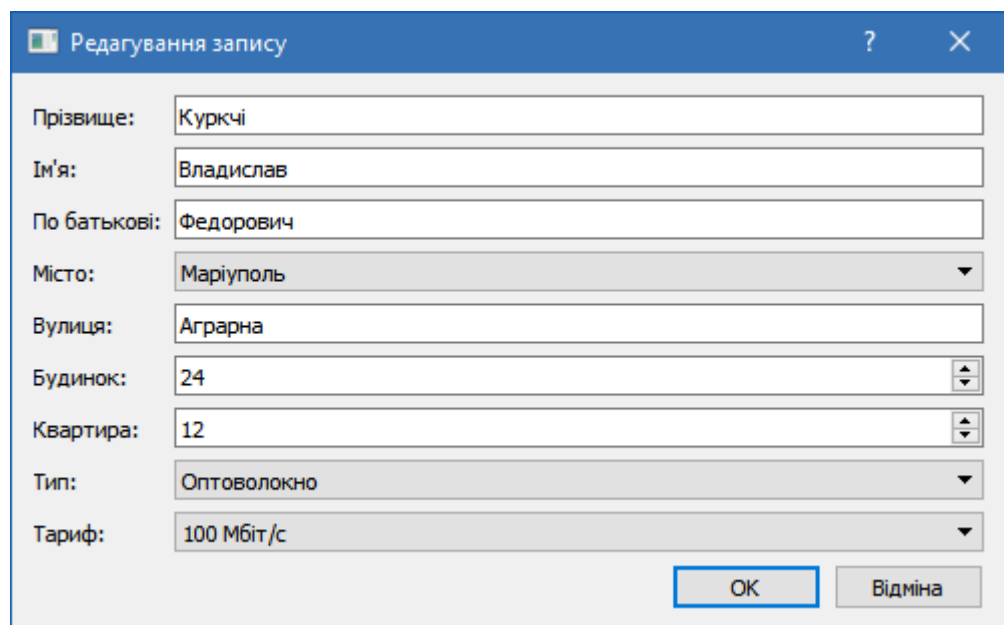 Редагування запису ?
Прізвище: Куркчі
Ім'я: Владислав
По батькові: Федорович
Місто: Маріуполь
Вулиця: Аграрна
Будинок: 24
Квартира: 12
Тип: Оптоволокно
Тариф: 100 Мбіт/с
OK Відміна